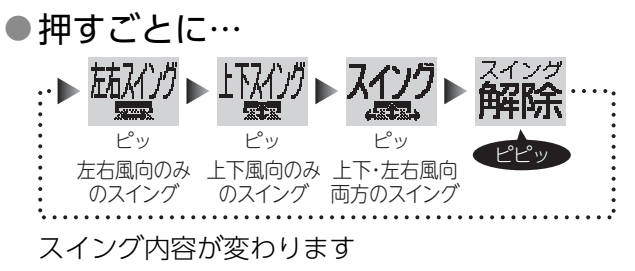 ●押すごとに…
左右スイング 上下スイング スイング スイング解除
ピッ ピッ ピッ ピピッ
左右風向のみ 上下風向のみ 上下・左右風向
のスイング のスイング 両方のスイング
スイング内容が変わります